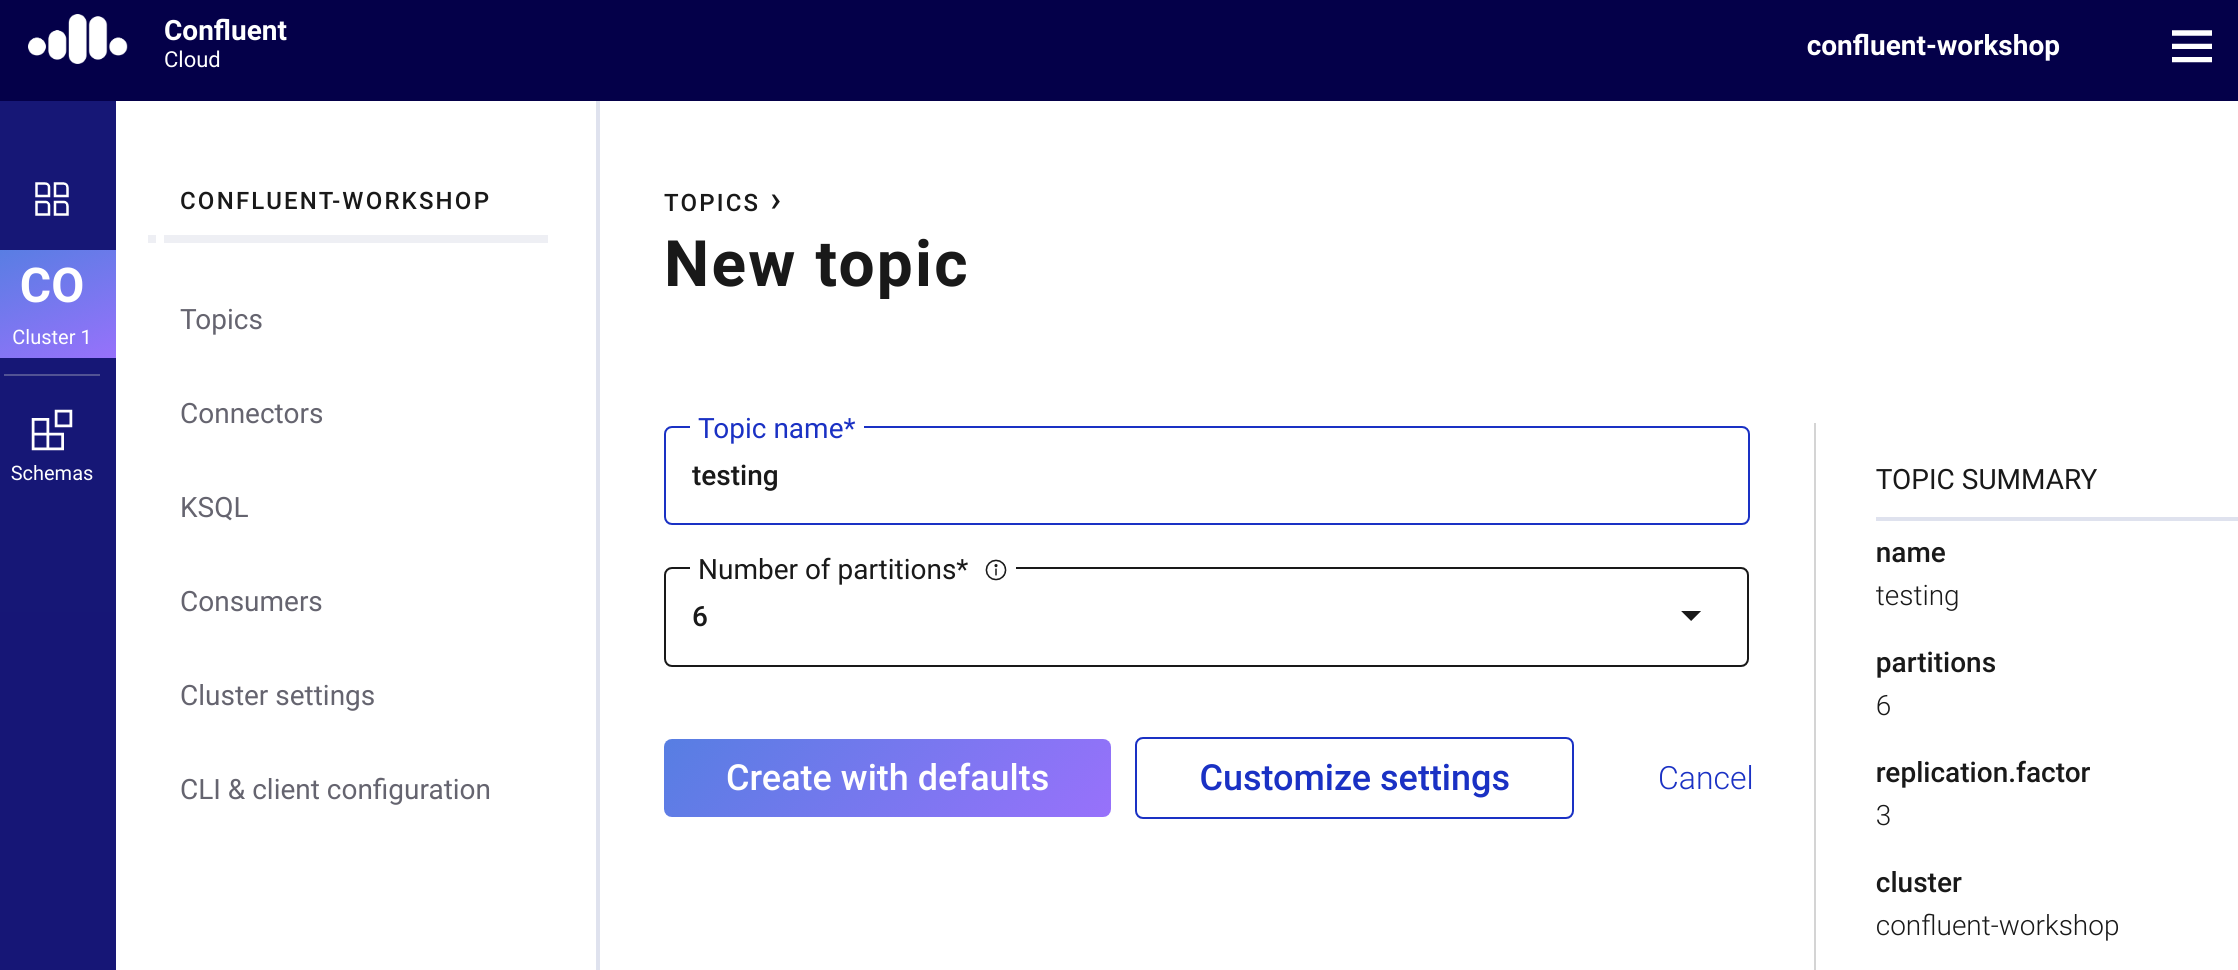 Confluent
Cloud
confluent-workshop
CO
Cluster 1
Schemas
CONFLUENT-WORKSHOP
Topics
Connectors
KSQL
Consumers
Cluster settings
CLI & client configuration
TOPICS ›
New topic
Topic name*
testing
Number of partitions*
6
Create with defaults
Customize settings
Cancel
TOPIC SUMMARY
name
testing
partitions
6
replication.factor
3
cluster
confluent-workshop